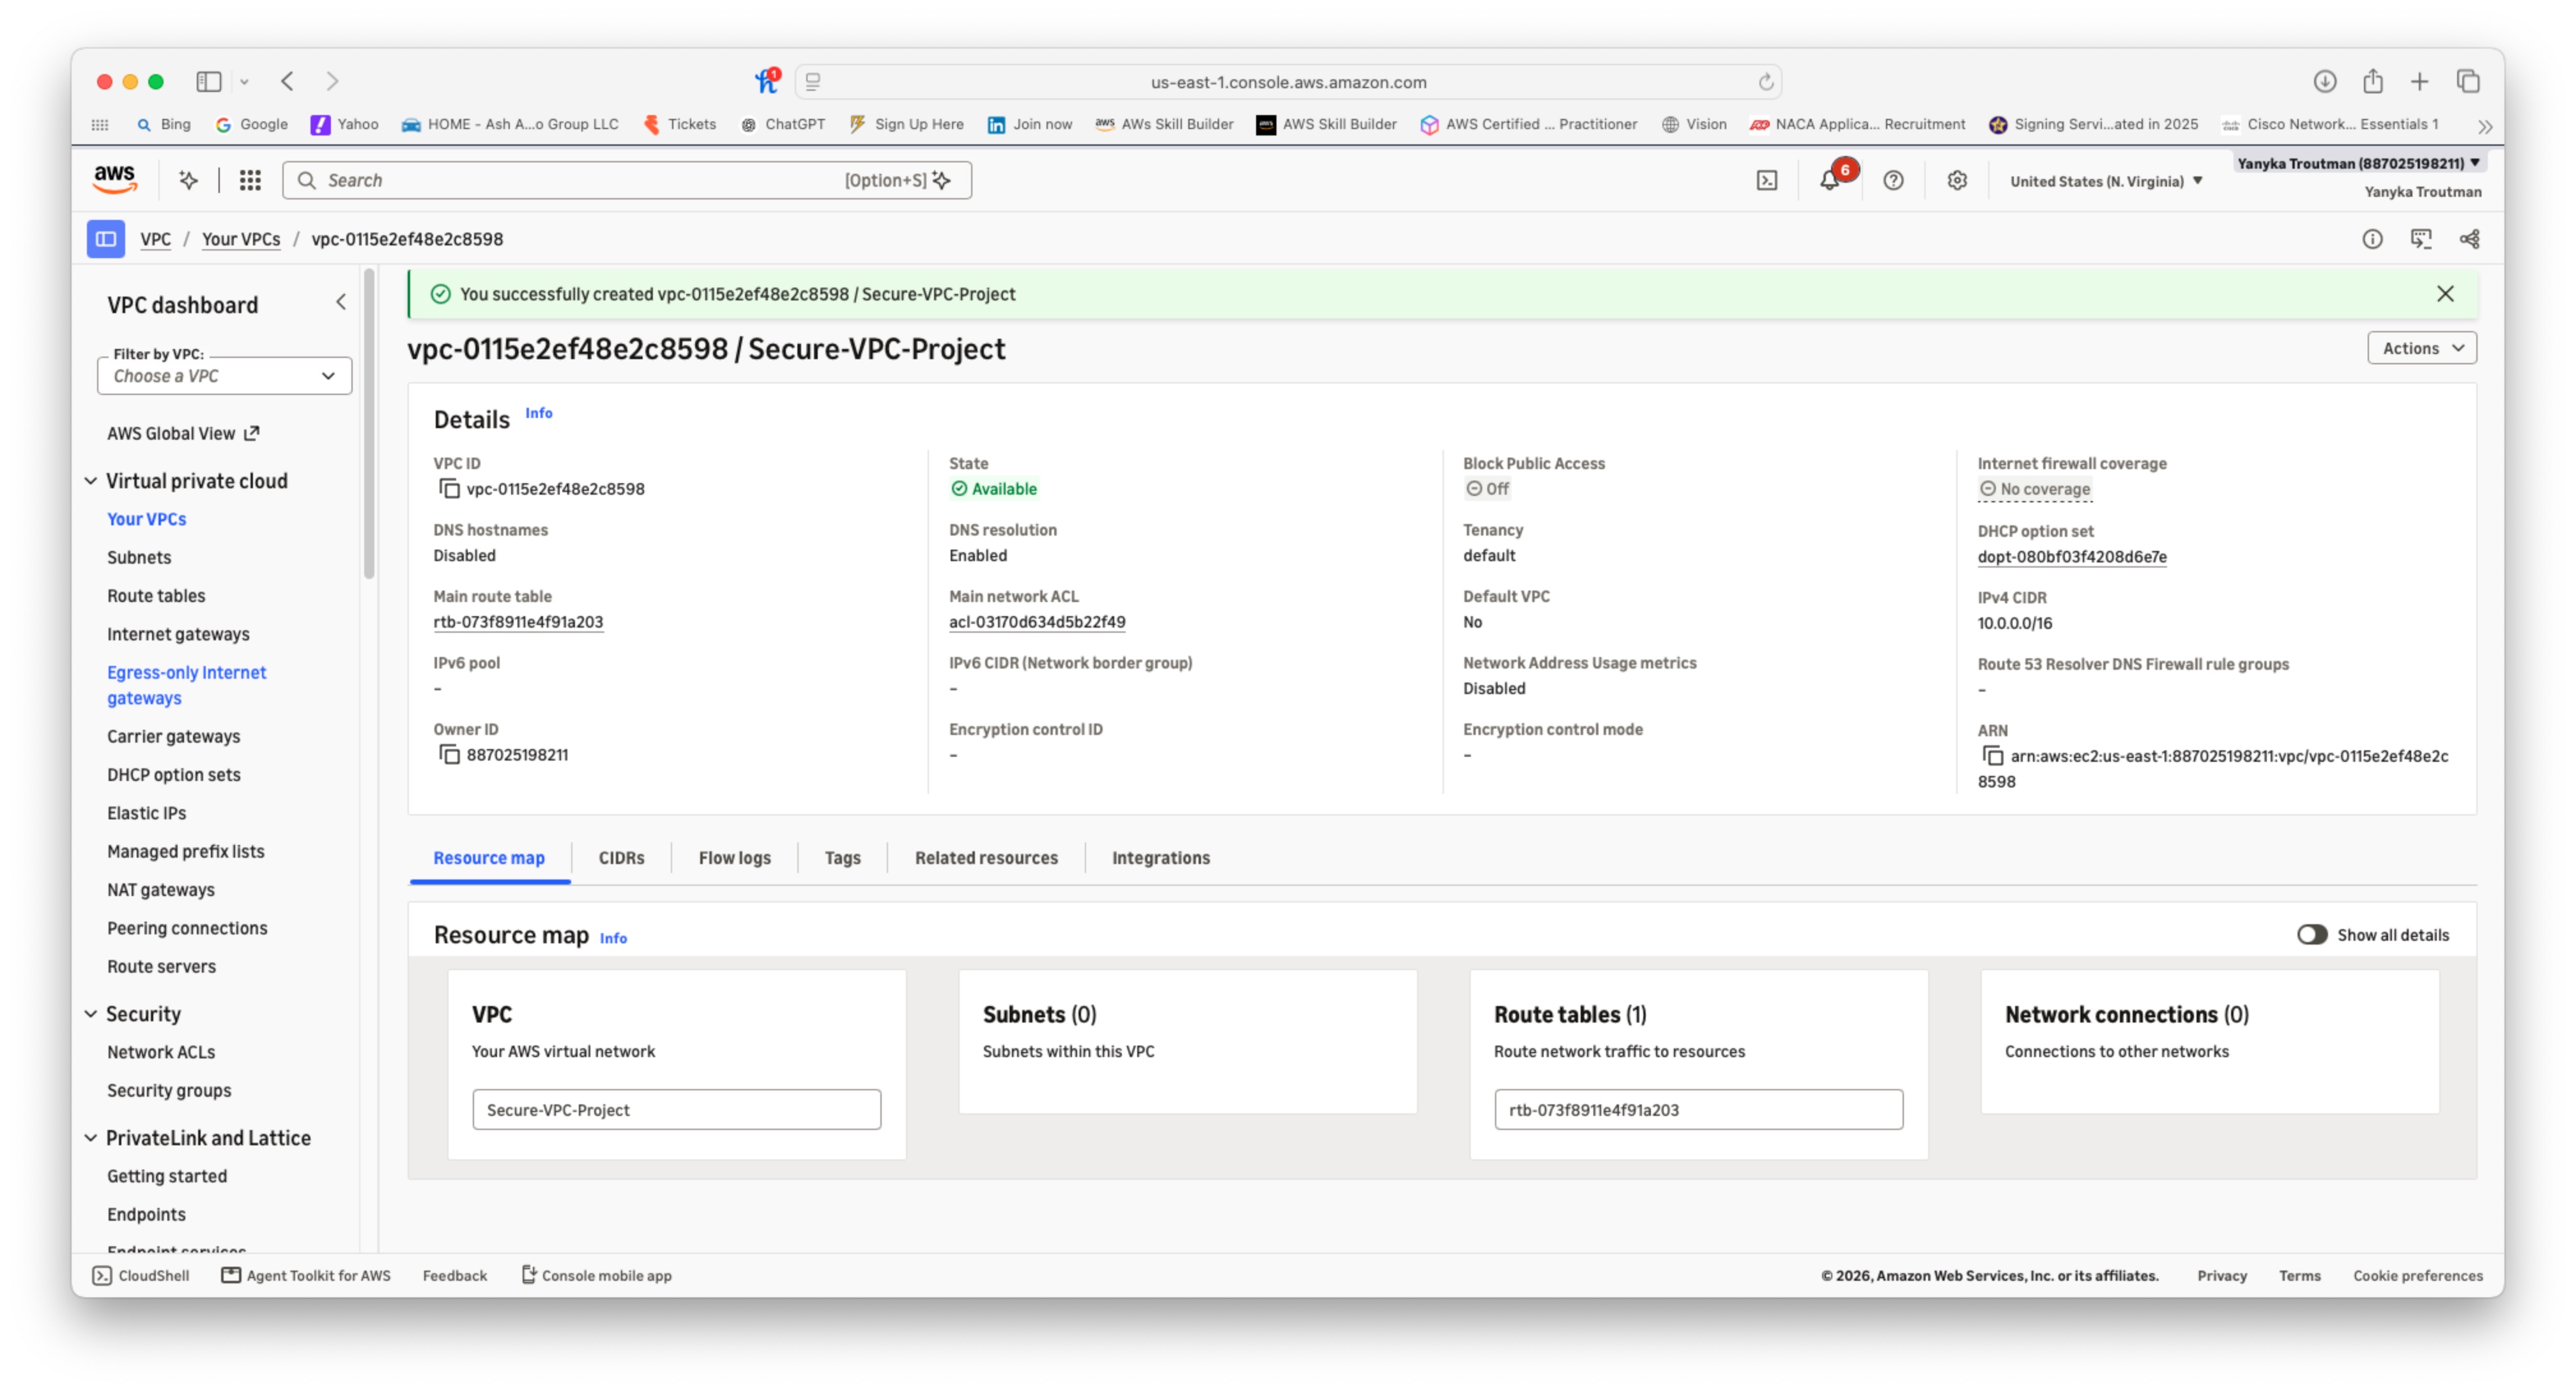 1
us-east-1.console.aws.amazon.com
Bing
Google
Yahoo
HOME - Ash A...o Group LLC
Tickets
ChatGPT
Sign Up Here
Join now
AWs Skill Builder
AWS Skill Builder
AWS Certified ... Practitioner
Vision
NACA Applica... Recruitment
Signing Servi...ated in 2025
Cisco Network... Essentials 1
aws
Search
[Option+S]
6
United States (N. Virginia)
Yanyka Troutman (887025198211)
Yanyka Troutman
VPC / Your VPCs / vpc-0115e2ef48e2c8598
VPC dashboard
Filter by VPC:
Choose a VPC
AWS Global View
Virtual private cloud
Your VPCs
Subnets
Route tables
Internet gateways
Egress-only Internet
gateways
Carrier gateways
DHCP option sets
Elastic IPs
Managed prefix lists
NAT gateways
Peering connections
Route servers
Security
Network ACLs
Security groups
PrivateLink and Lattice
Getting started
Endpoints
Endpoint services
You successfully created vpc-0115e2ef48e2c8598 / Secure-VPC-Project
vpc-0115e2ef48e2c8598 / Secure-VPC-Project
Actions
Details Info
VPC ID
vpc-0115e2ef48e2c8598
State
Available
Block Public Access
Off
Internet firewall coverage
No coverage
DNS hostnames
Disabled
DNS resolution
Enabled
Tenancy
default
DHCP option set
dopt-080bf03f4208d6e7e
Main route table
rtb-073f8911e4f91a203
Main network ACL
acl-03170d634d5b22f49
Default VPC
No
IPv4 CIDR
10.0.0.0/16
IPv6 pool
–
IPv6 CIDR (Network border group)
–
Network Address Usage metrics
Disabled
Route 53 Resolver DNS Firewall rule groups
–
Owner ID
887025198211
Encryption control ID
–
Encryption control mode
–
ARN
arn:aws:ec2:us-east-1:887025198211:vpc/vpc-0115e2ef48e2c
8598
Resource map
CIDRs
Flow logs
Tags
Related resources
Integrations
Resource map Info
Show all details
VPC
Your AWS virtual network
Secure-VPC-Project
Subnets (0)
Subnets within this VPC
Route tables (1)
Route network traffic to resources
rtb-073f8911e4f91a203
Network connections (0)
Connections to other networks
CloudShell
Agent Toolkit for AWS
Feedback
Console mobile app
© 2026, Amazon Web Services, Inc. or its affiliates.
Privacy
Terms
Cookie preferences